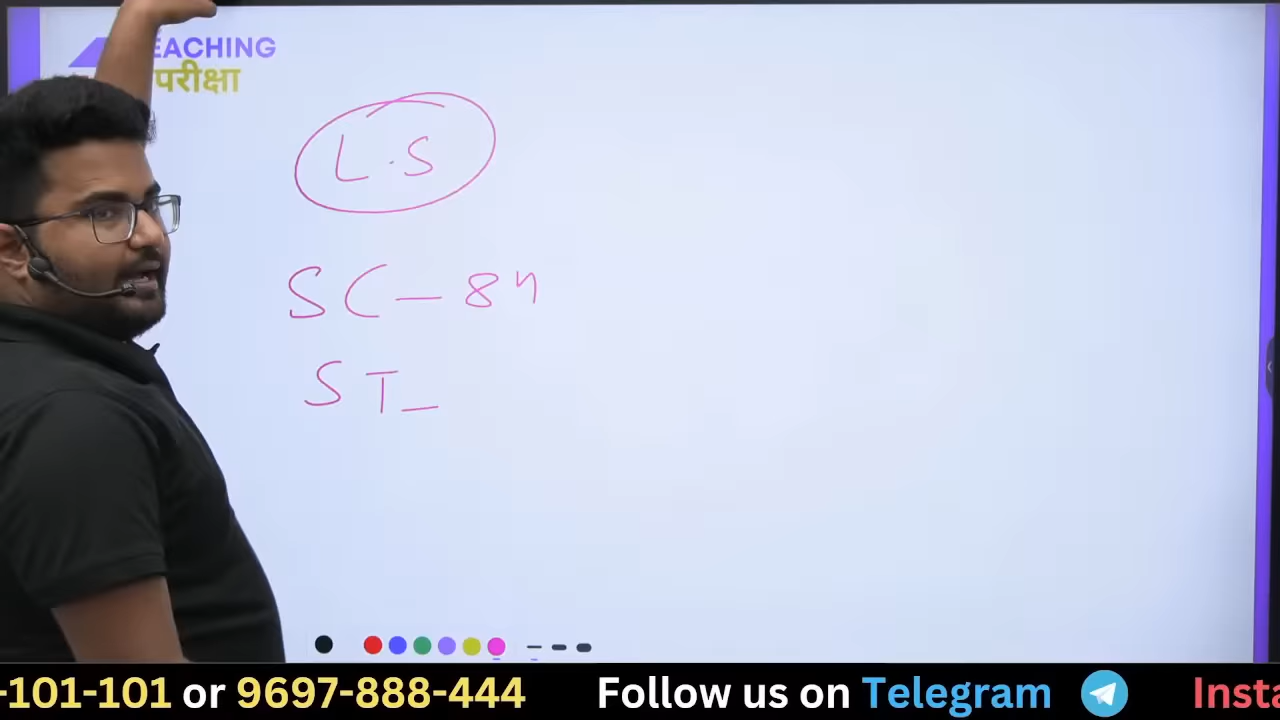 EACHING
परीक्षा
L.S
SC - 84
ST -
-101-101 or 9697-888-444 Follow us on Telegram Insta